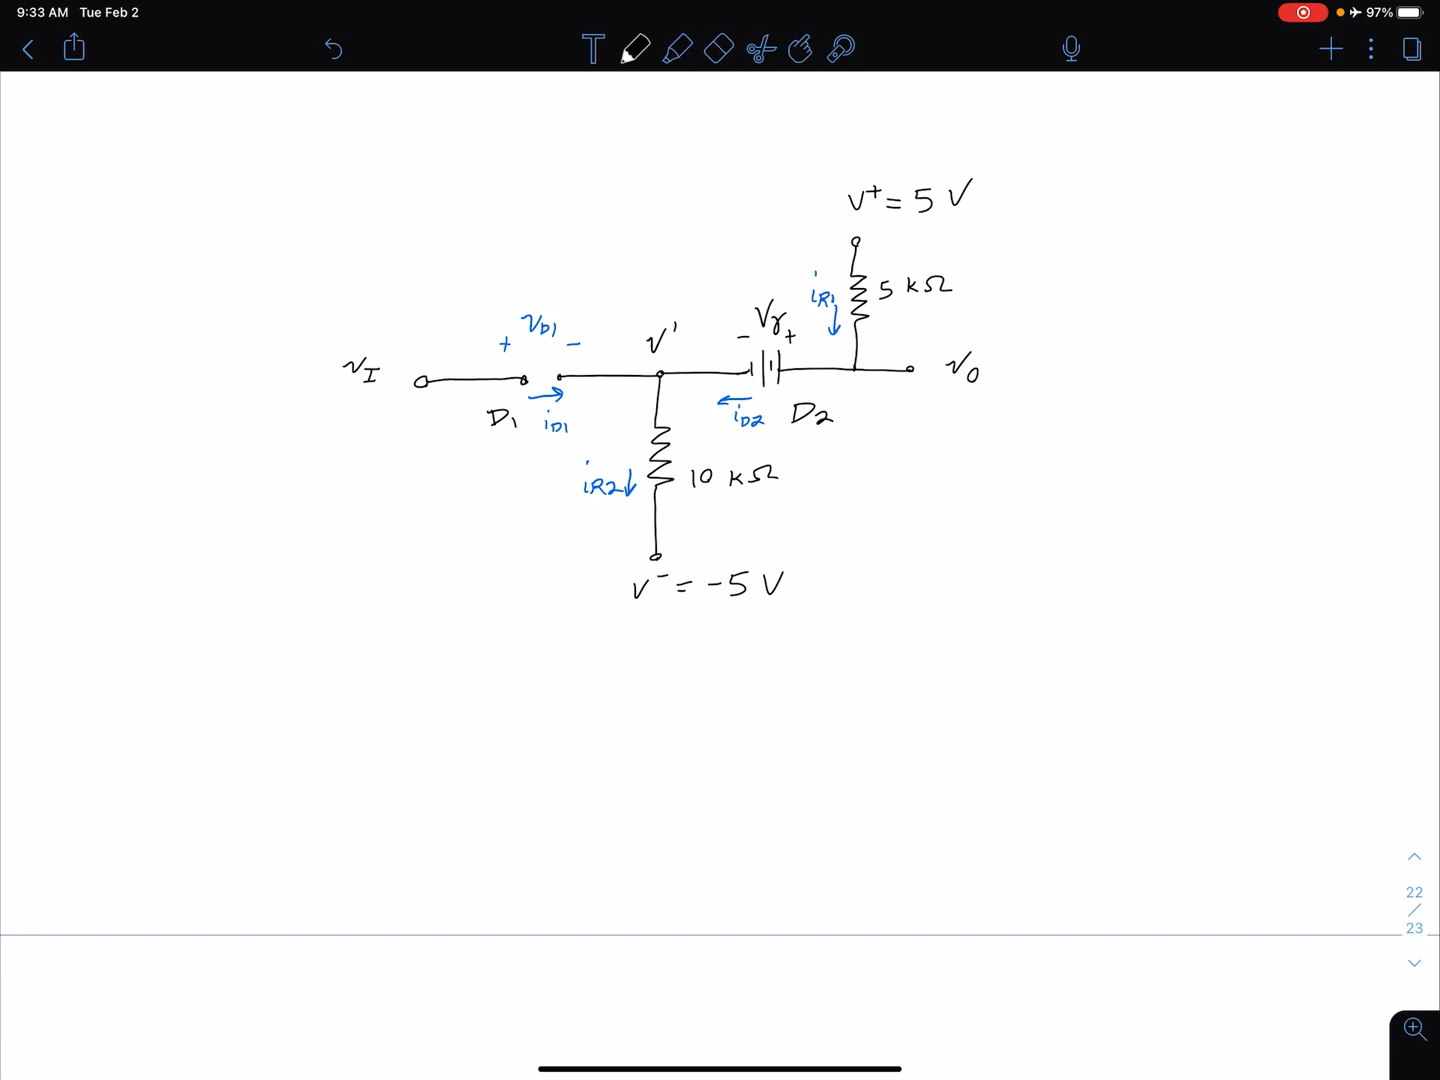 9:33 AM Tue Feb 2
97%
T
v⁺ = 5 V
iR1
5 kΩ
vD1
+ −
v'
Vγ
− +
vI
vO
D1
iD1
iD2
D2
iR2
10 kΩ
v⁻ = -5 V
22
/
23